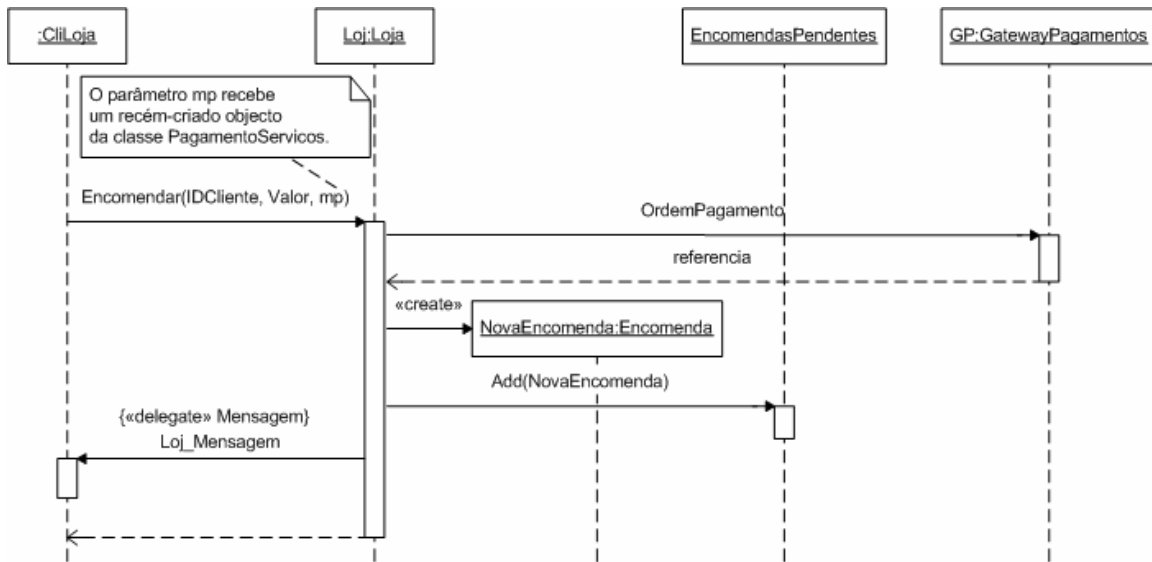 :CliLoja
Loj:Loja
EncomendasPendentes
GP:GatewayPagamentos
O parâmetro mp recebe
um recém-criado objecto
da classe PagamentoServicos.
Encomendar(IDCliente, Valor, mp)
OrdemPagamento
referencia
«create»
NovaEncomenda:Encomenda
Add(NovaEncomenda)
{«delegate» Mensagem}
Loj_Mensagem